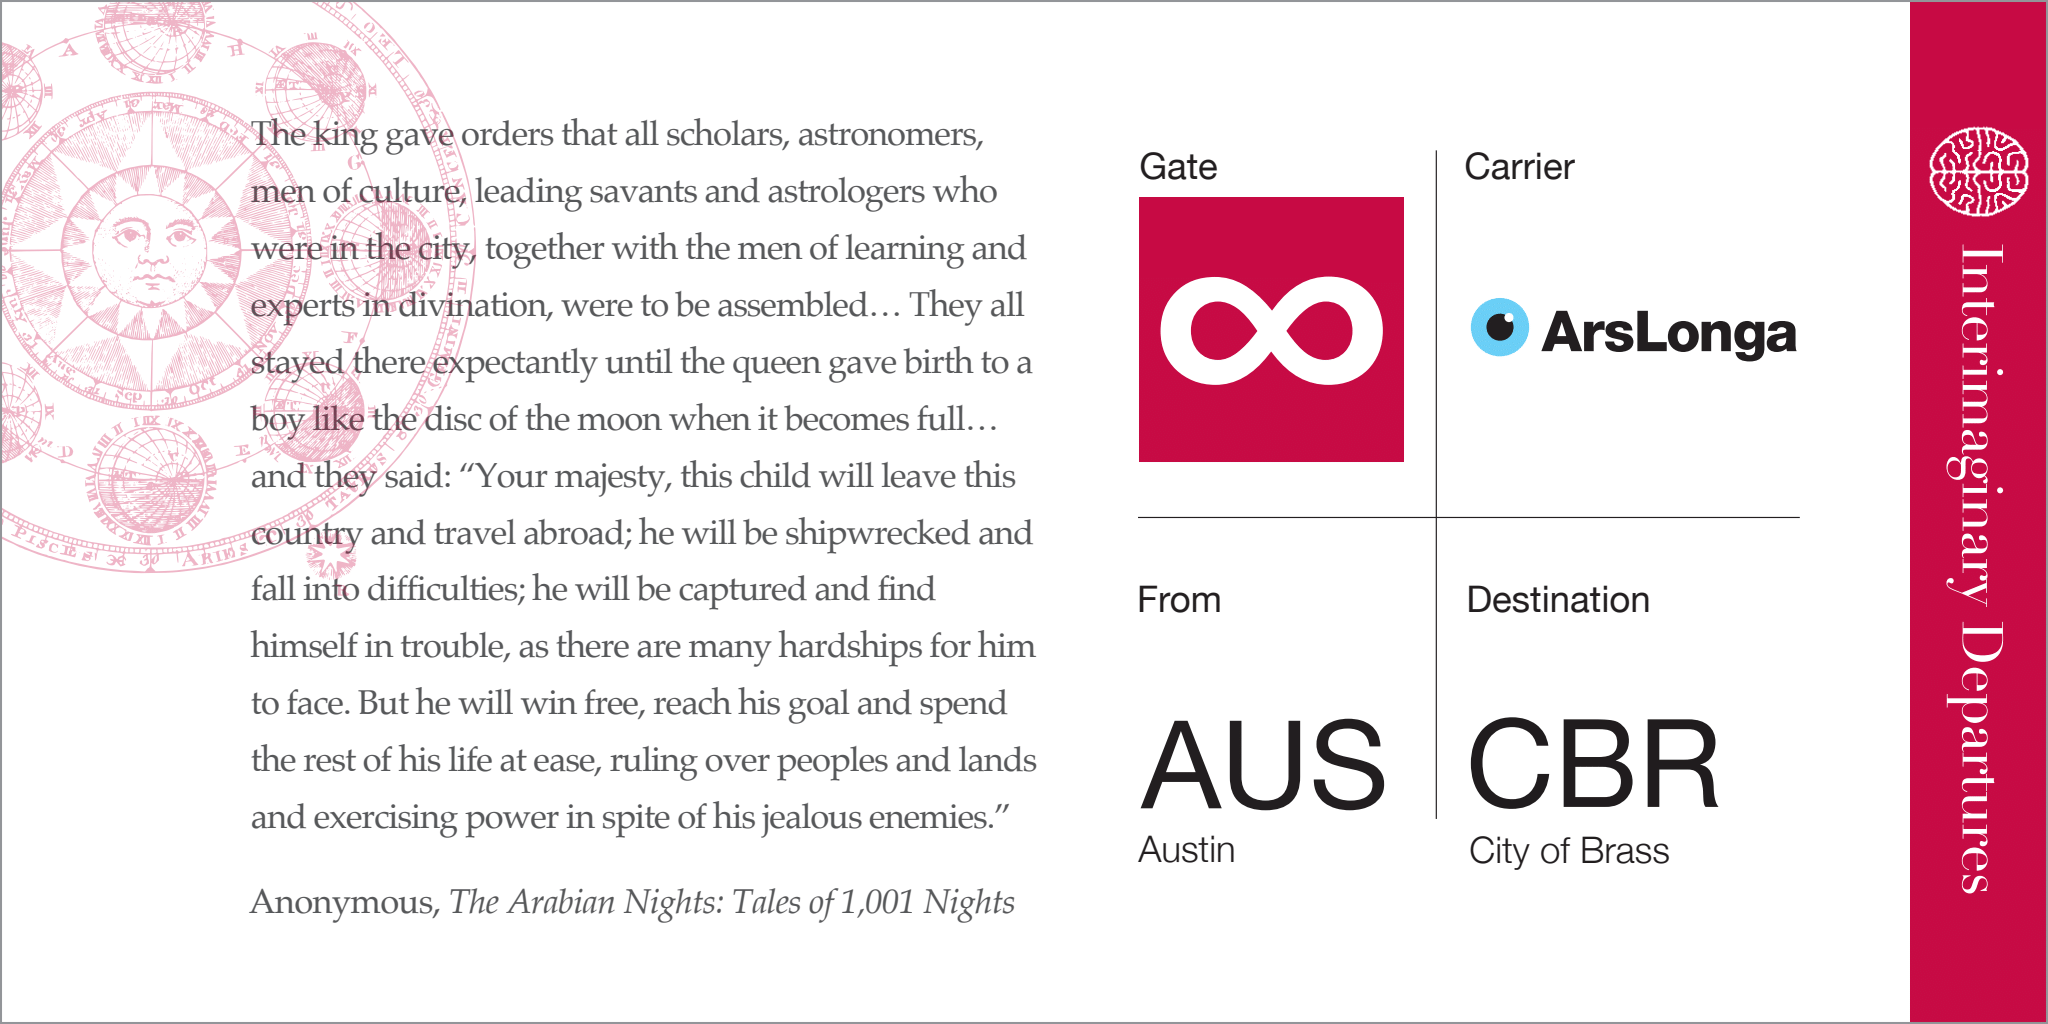 The king gave orders that all scholars, astronomers,
men of culture, leading savants and astrologers who
were in the city, together with the men of learning and
experts in divination, were to be assembled… They all
stayed there expectantly until the queen gave birth to a
boy like the disc of the moon when it becomes full…
and they said: “Your majesty, this child will leave this
country and travel abroad; he will be shipwrecked and
fall into difficulties; he will be captured and find
himself in trouble, as there are many hardships for him
to face. But he will win free, reach his goal and spend
the rest of his life at ease, ruling over peoples and lands
and exercising power in spite of his jealous enemies.”
Anonymous, The Arabian Nights: Tales of 1,001 Nights
Gate
Carrier
ArsLonga
From
AUS
Austin
Destination
CBR
City of Brass
Interimaginary Departures
PISCES
30
ARIES
30
LEO
A
H
G
F
E
D